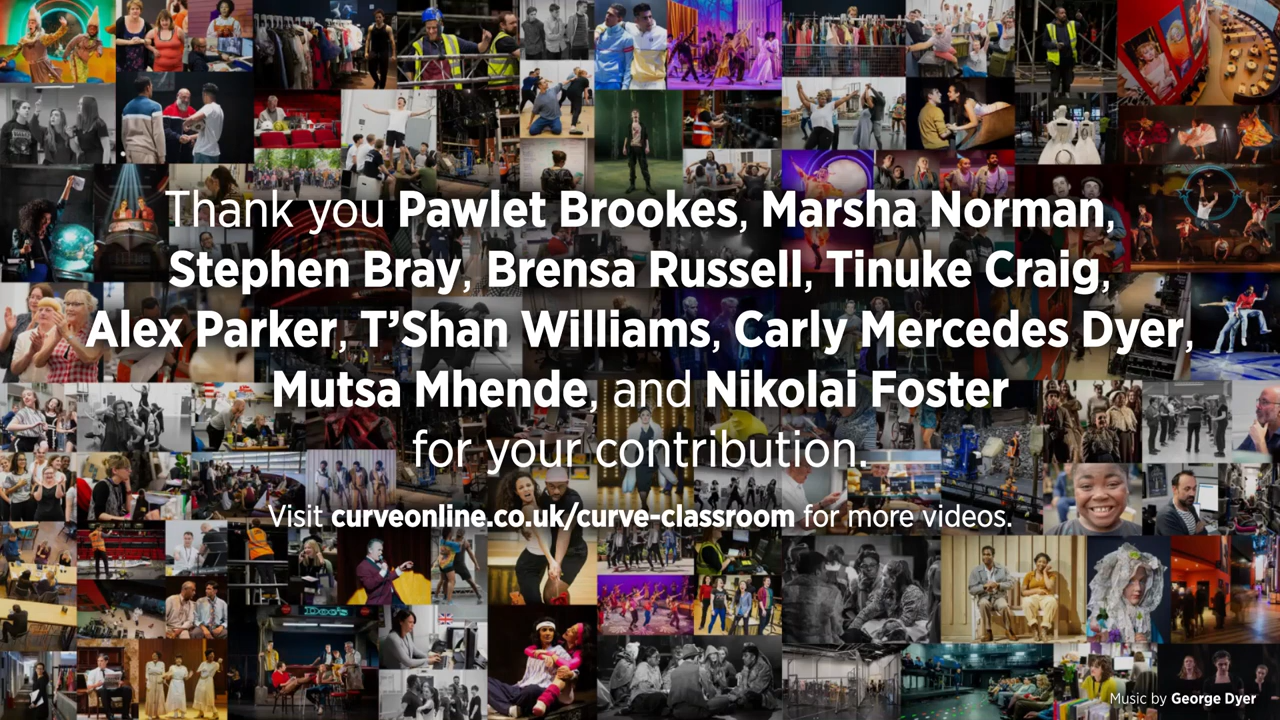 Thank you Pawlet Brookes, Marsha Norman,
Stephen Bray, Brensa Russell, Tinuke Craig,
Alex Parker, T’Shan Williams, Carly Mercedes Dyer,
Mutsa Mhende, and Nikolai Foster
for your contribution.
Visit curveonline.co.uk/curve-classroom for more videos.
Doc's
Music by George Dyer